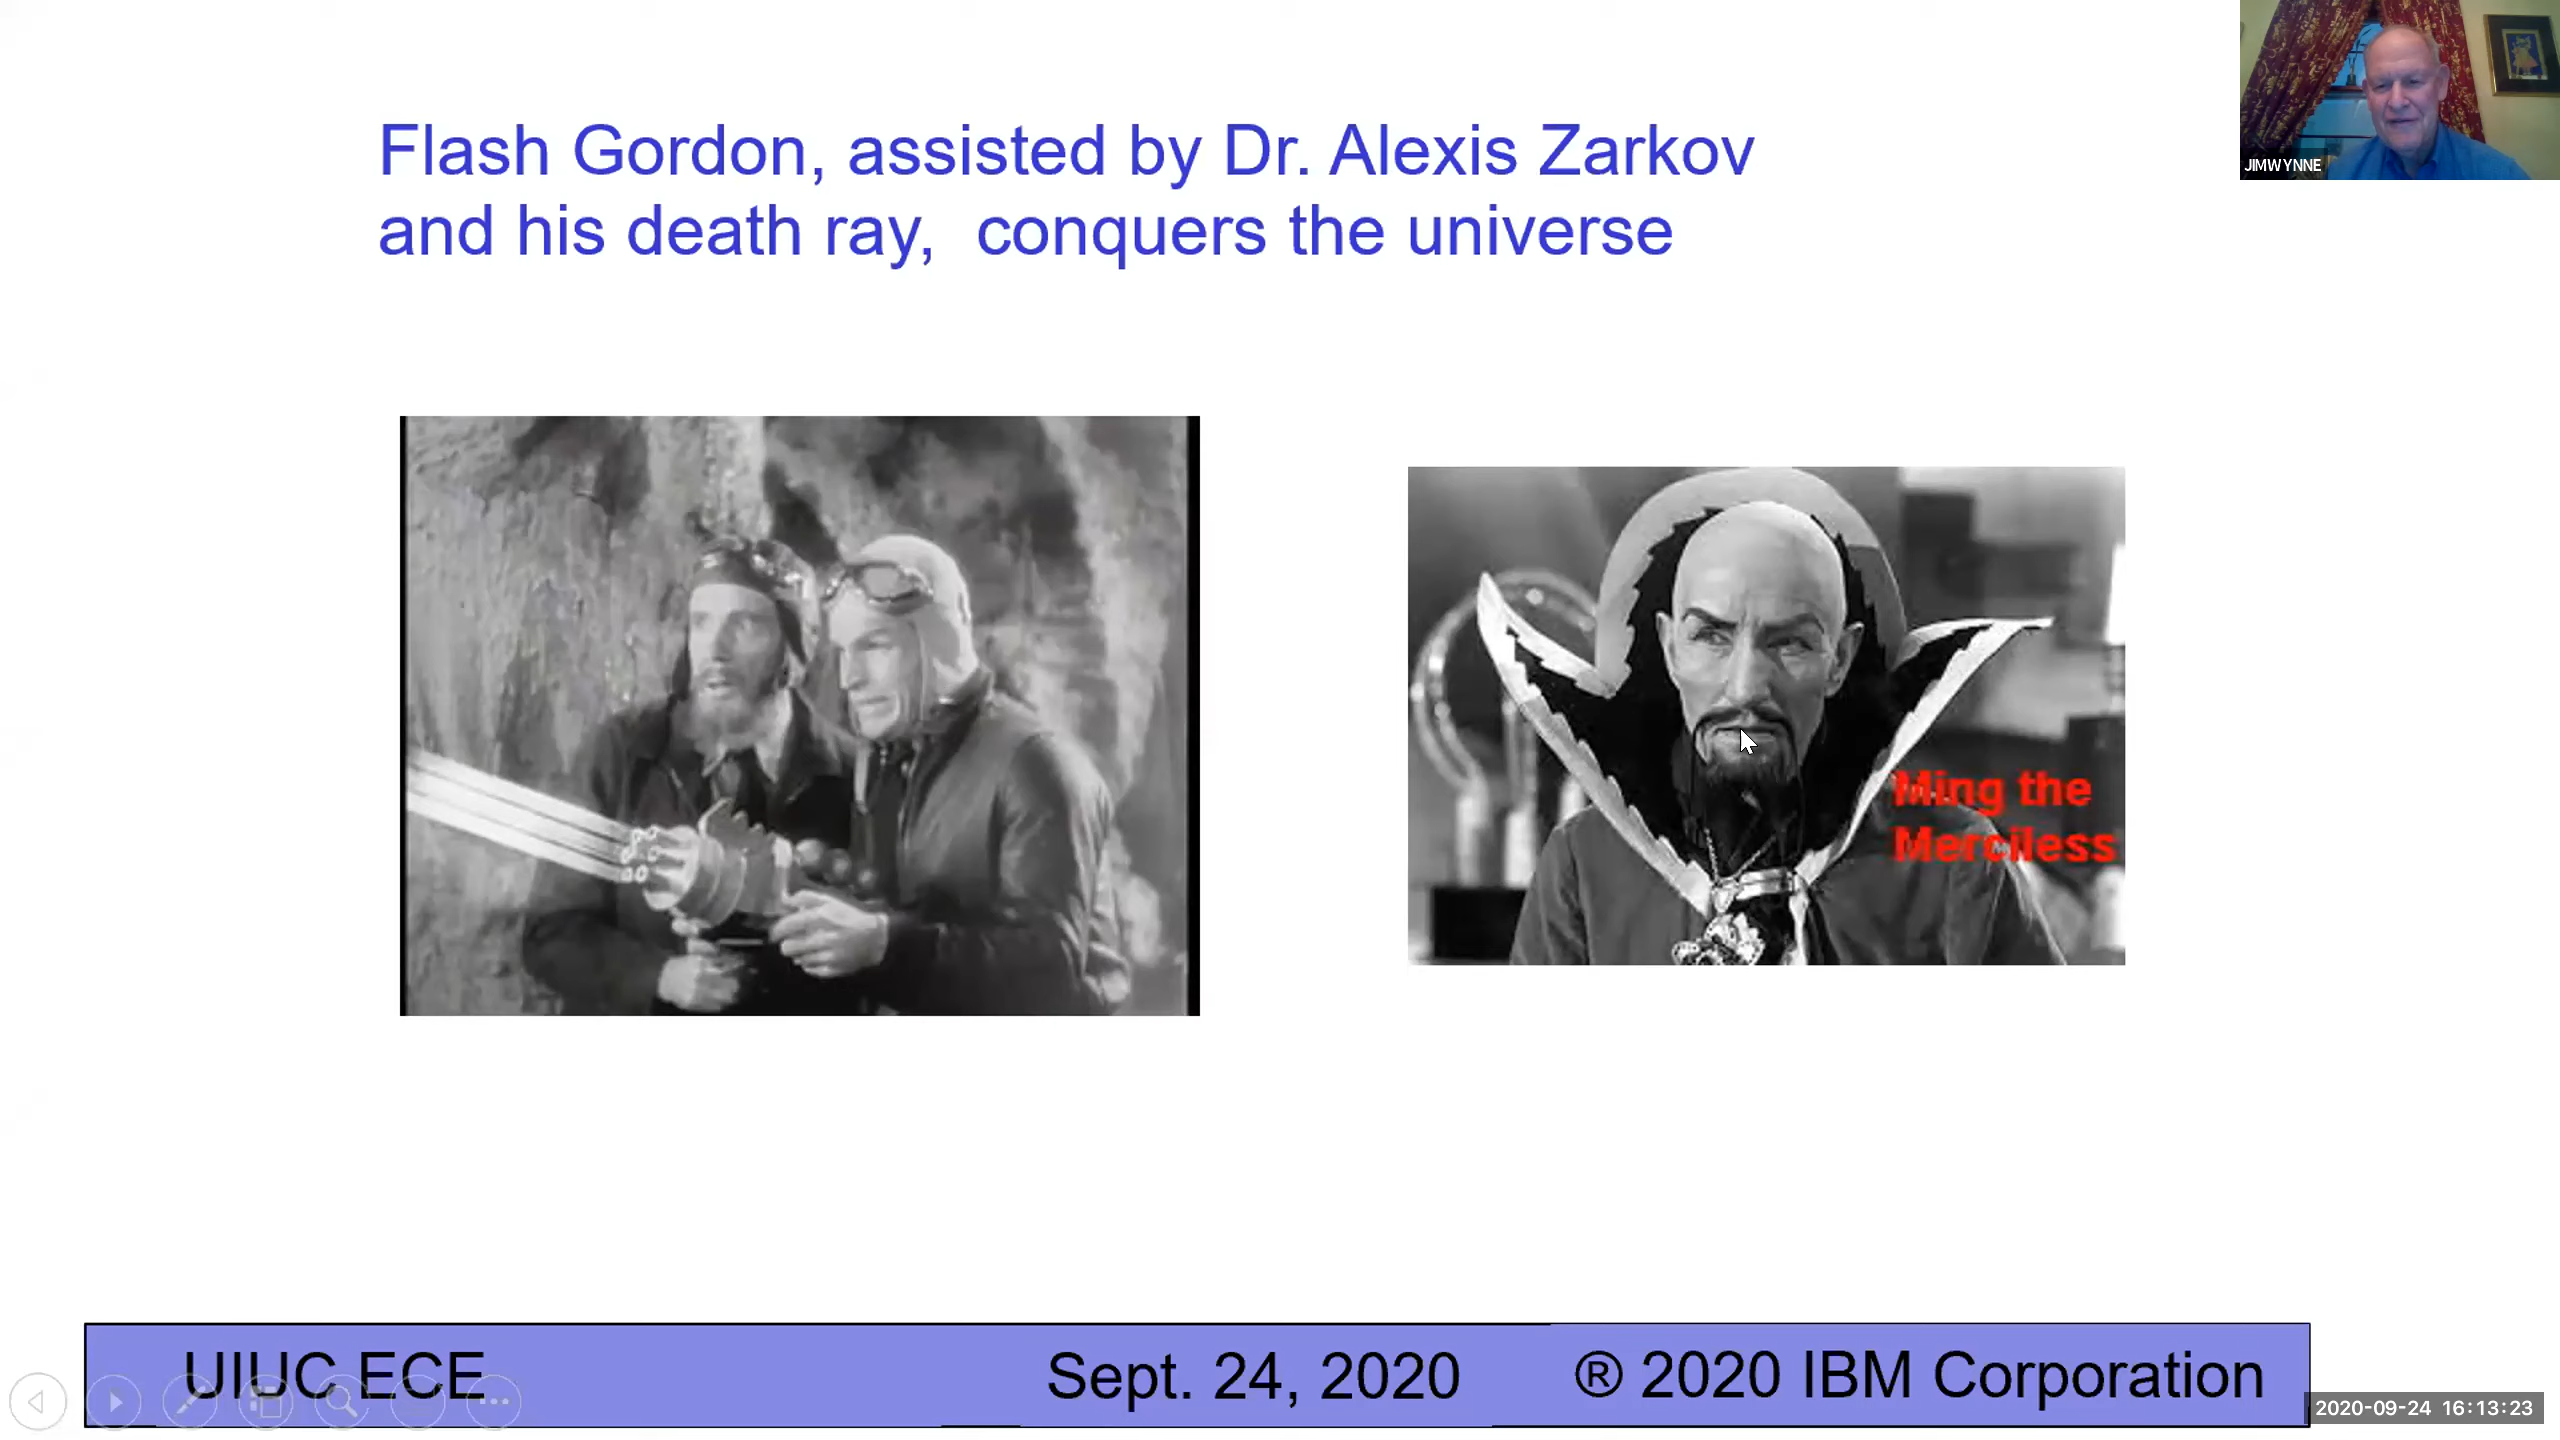 JIMWYNNE
Flash Gordon, assisted by Dr. Alexis Zarkov
and his death ray,  conquers the universe
Ming the
Merciless
UIUC ECE
Sept. 24, 2020
® 2020 IBM Corporation
2020-09-24 16:13:23